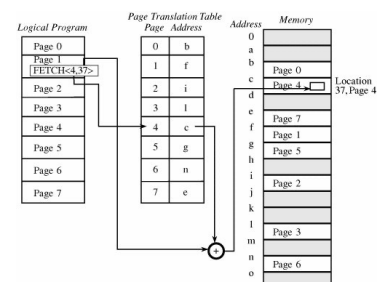 Logical Program
Page 0
Page 1
FETCH<4,37>
Page 2
Page 3
Page 4
Page 5
Page 6
Page 7
Page Translation Table
Page Address
0 b
1 f
2 i
3 l
4 c
5 g
6 n
7 e
Address
Memory
0
a
b
Page 0
c
Page 4
Location
37, Page 4
d
e
Page 7
f
Page 1
g
Page 5
h
i
Page 2
j
k
l
Page 3
m
n
Page 6
o
+